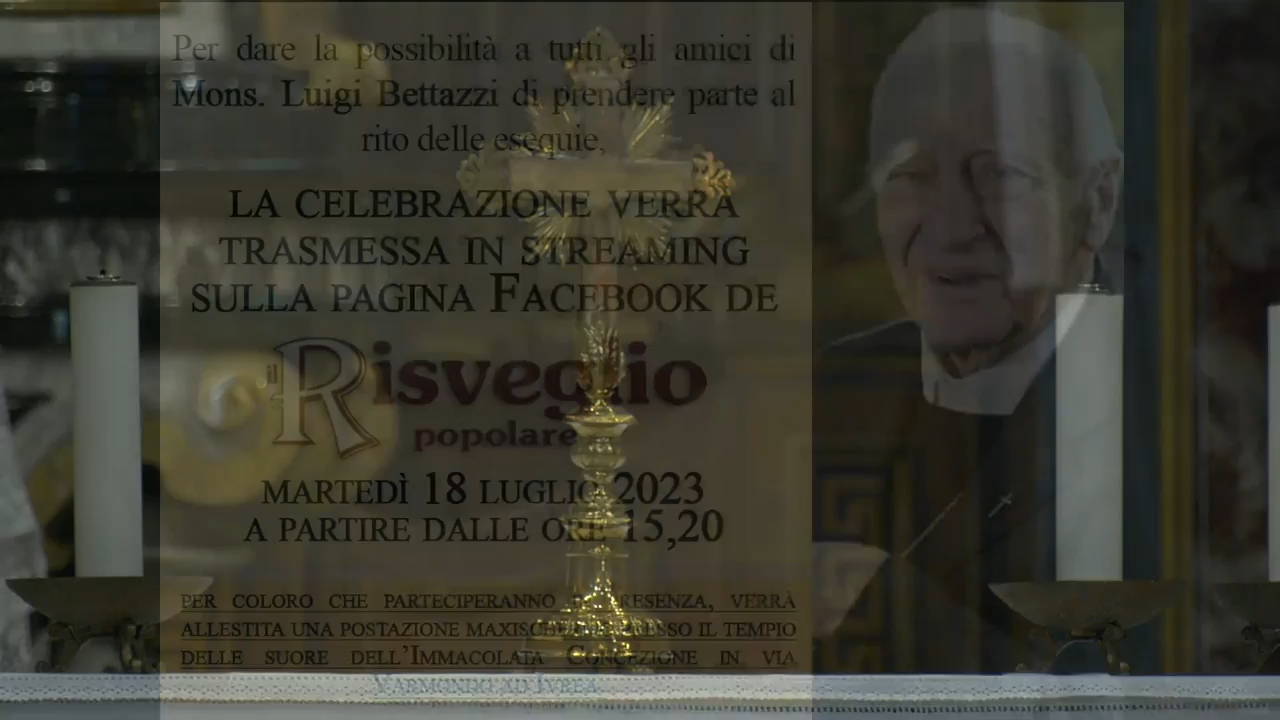 Per dare la possibilità a tutti gli amici di
Mons. Luigi Bettazzi di prendere parte al
rito delle esequie,
LA CELEBRAZIONE VERRÀ
TRASMESSA IN STREAMING
SULLA PAGINA FACEBOOK DE
il Risveglio
popolare
MARTEDÌ 18 LUGLIO 2023
A PARTIRE DALLE ORE 15,20
PER COLORO CHE PARTECIPERANNO IN PRESENZA, VERRÀ
ALLESTITA UNA POSTAZIONE MAXISCHERMO PRESSO IL TEMPIO
DELLE SUORE DELL'IMMACOLATA CONCEZIONE IN VIA
VARMONDO AD IVREA